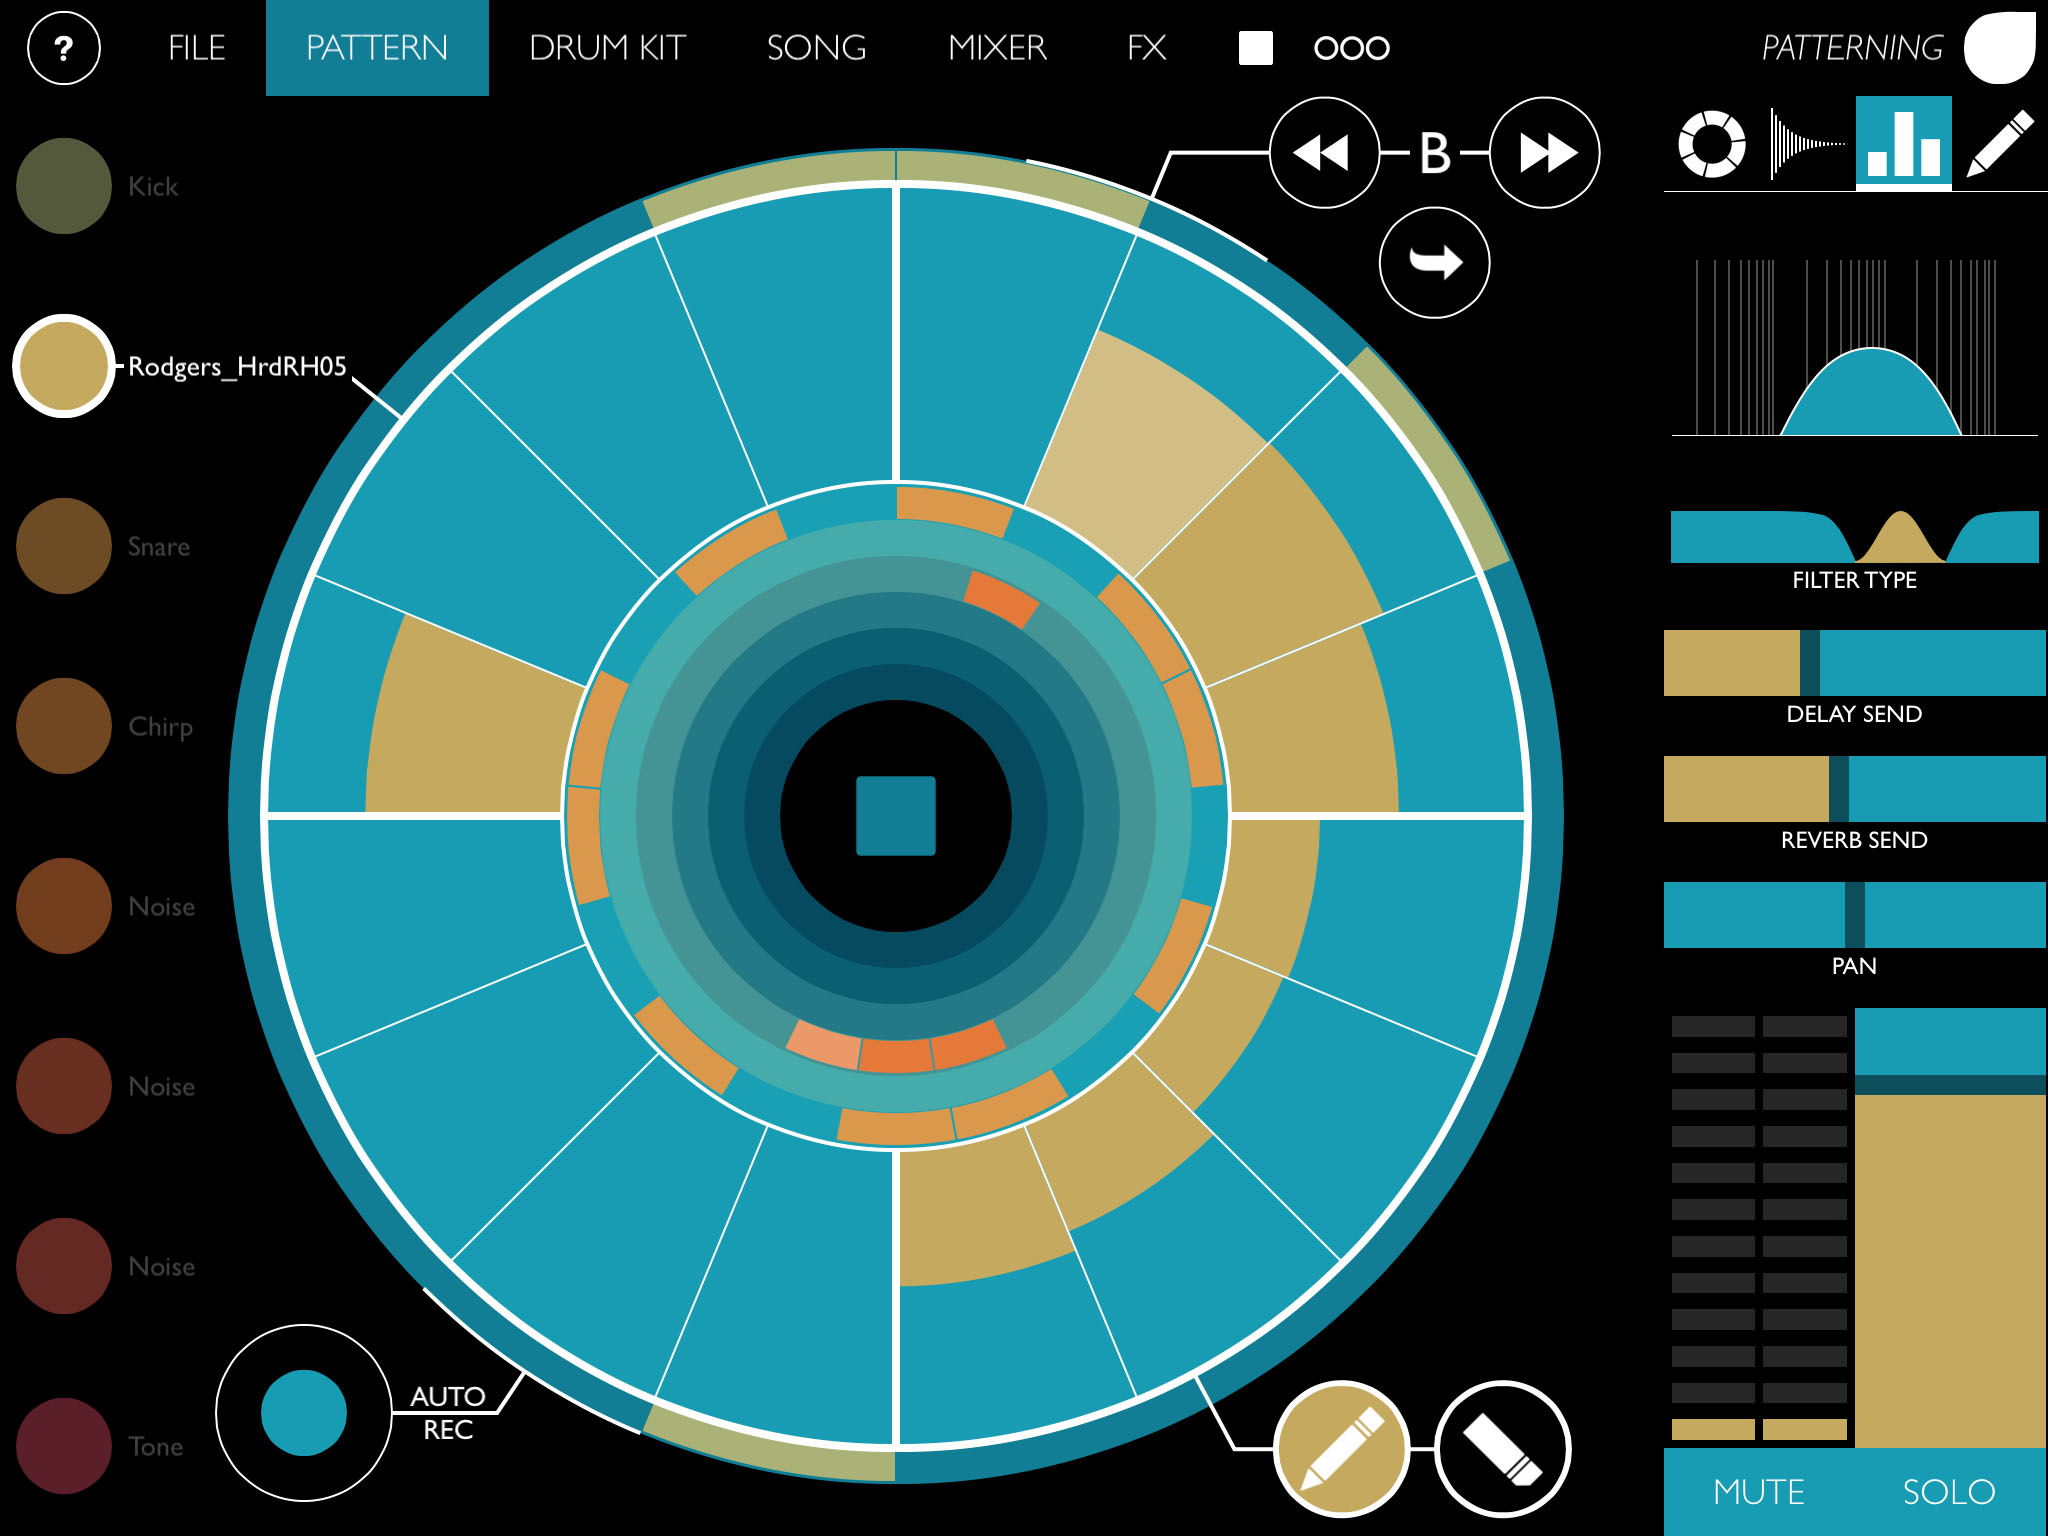 ?
FILE
PATTERN
DRUM KIT
SONG
MIXER
FX
PATTERNING
B
Kick
Rodgers_HrdRH05
Snare
Chirp
Noise
Noise
Noise
Tone
AUTO
REC
FILTER TYPE
DELAY SEND
REVERB SEND
PAN
MUTE
SOLO